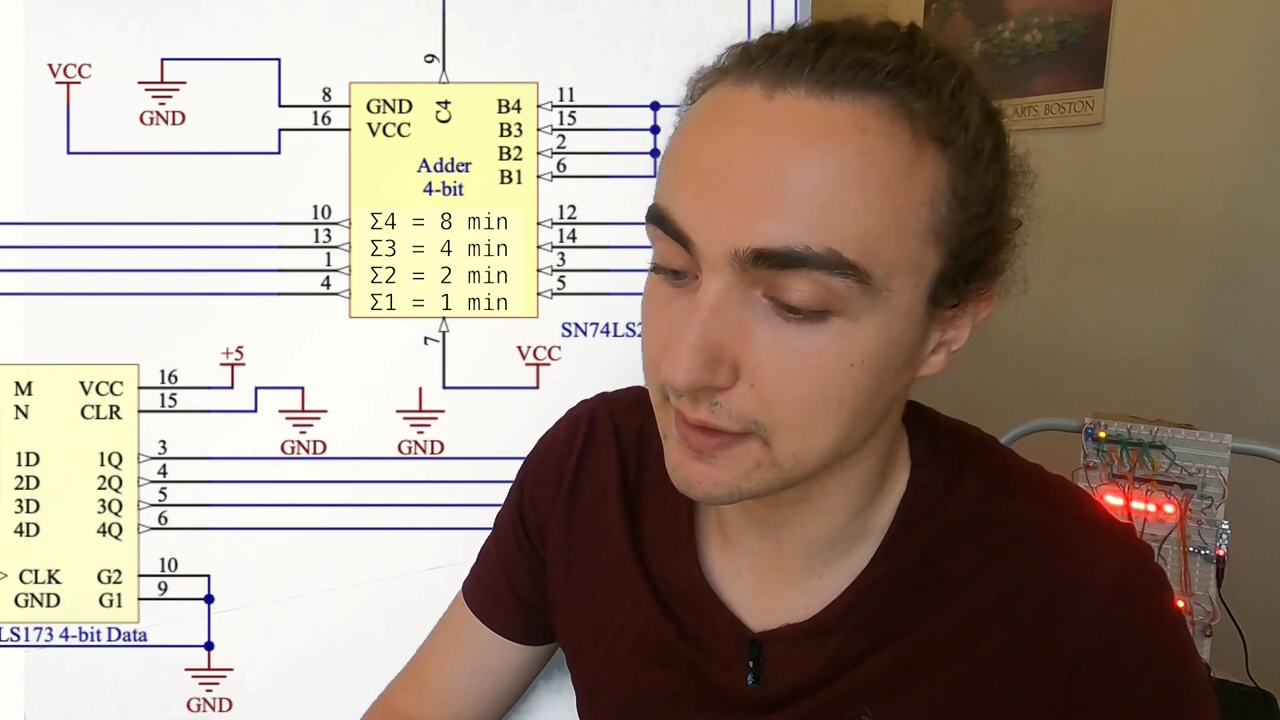 VCC
GND
8
16
GND
VCC
9
C4
Adder
4-bit
B4
B3
B2
B1
11
15
2
6
10
13
1
4
Σ4 = 8 min
Σ3 = 4 min
Σ2 = 2 min
Σ1 = 1 min
12
14
3
5
7
VCC
GND
+5
GND
M
N
VCC
CLR
16
15
1D
2D
3D
4D
1Q
2Q
3Q
4Q
3
4
5
6
CLK
GND
G2
G1
10
9
LS173 4-bit Data
GND
ARTS, BOSTON